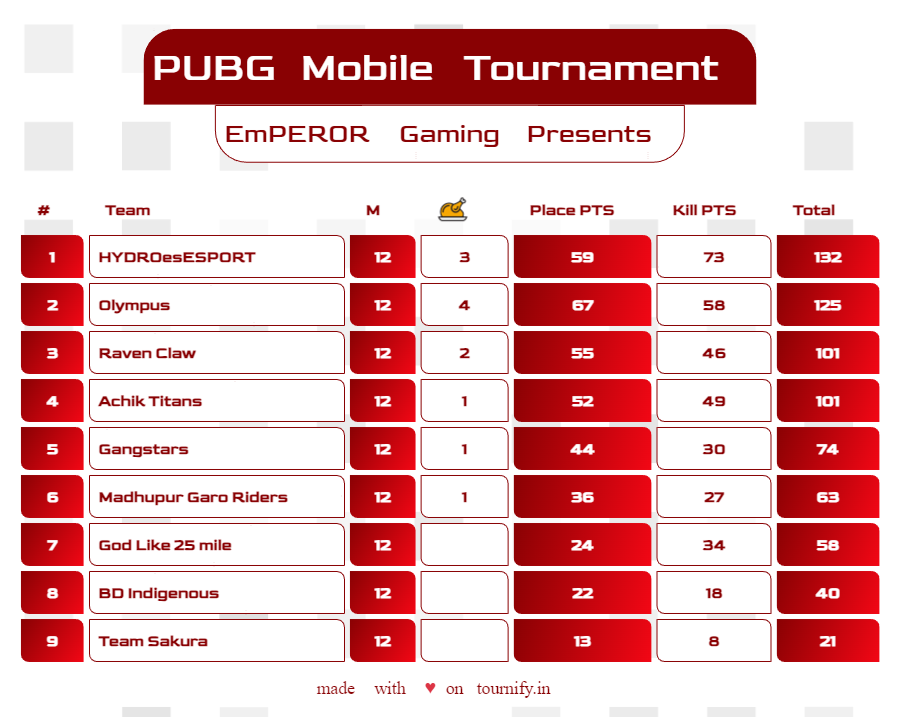 PUBG Mobile Tournament
EmPEROR Gaming Presents
# Team M Place PTS Kill PTS Total
1 HYDROesESPORT 12 3 59 73 132
2 Olympus 12 4 67 58 125
3 Raven Claw 12 2 55 46 101
4 Achik Titans 12 1 52 49 101
5 Gangstars 12 1 44 30 74
6 Madhupur Garo Riders 12 1 36 27 63
7 God Like 25 mile 12 24 34 58
8 BD Indigenous 12 22 18 40
9 Team Sakura 12 13 8 21
made with ♥ on tournify.in